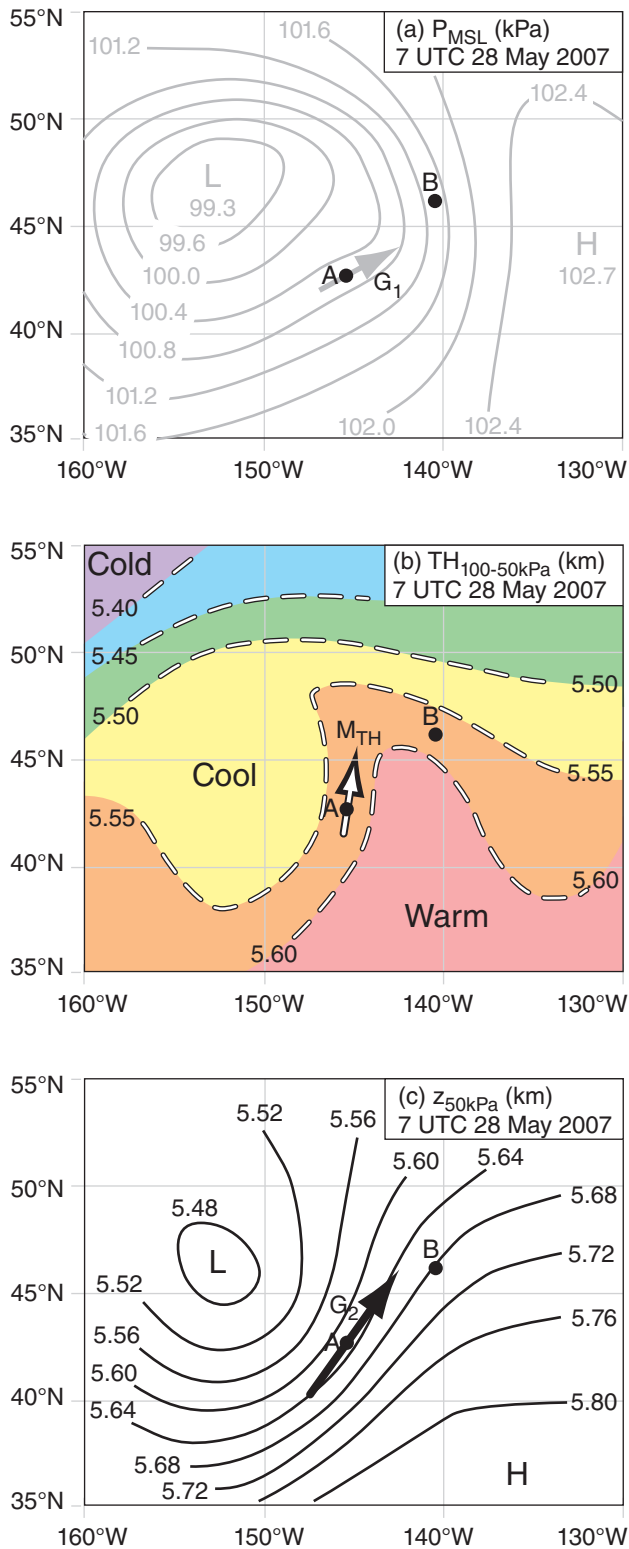 (a) P_MSL (kPa)
7 UTC 28 May 2007
101.2
101.6
102.4
55°N
50°N
B
L
99.3
H
45°N
99.6
A
G₁
102.7
100.0
100.4
40°N
100.8
101.2
101.6
102.0
102.4
35°N
160°W 150°W 140°W 130°W
(b) TH_100-50kPa (km)
7 UTC 28 May 2007
55°N
Cold
5.40
5.45
50°N
5.50
5.50
B
M_TH
45°N
Cool
5.55
5.55
A
40°N
5.60
Warm
5.60
35°N
160°W 150°W 140°W 130°W
(c) z_50kPa (km)
7 UTC 28 May 2007
55°N
5.52
5.56
5.60
5.64
50°N
5.48
5.68
L
B
5.72
45°N
5.52
G₂
5.76
5.56
A
5.60
40°N
5.64
5.80
5.68
H
5.72
35°N
160°W 150°W 140°W 130°W